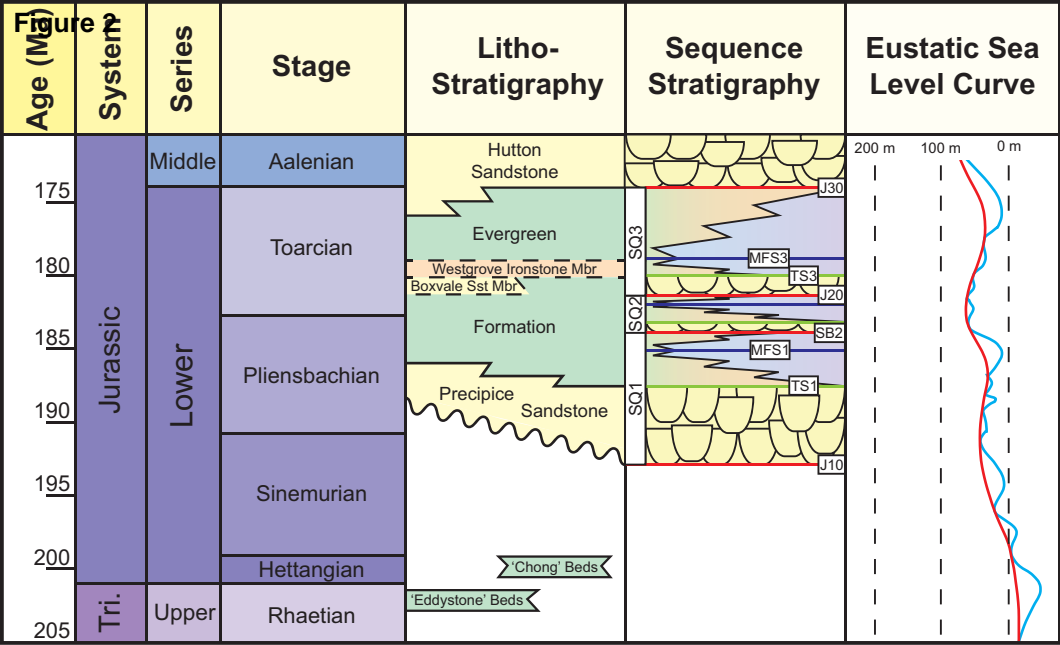 Figure 2
Age (Ma)
System
Series
Stage
Litho-
Stratigraphy
Sequence
Stratigraphy
Eustatic Sea
Level Curve
200 m
100 m
0 m
175
180
185
190
195
200
205
Jurassic
Tri.
Middle
Lower
Upper
Aalenian
Toarcian
Pliensbachian
Sinemurian
Hettangian
Rhaetian
Hutton
Sandstone
Evergreen
Westgrove Ironstone Mbr
Boxvale Sst Mbr
Formation
Precipice
Sandstone
‘Chong’ Beds
‘Eddystone’ Beds
SQ3
SQ2
SQ1
J30
MFS3
TS3
J20
SB2
MFS1
TS1
J10